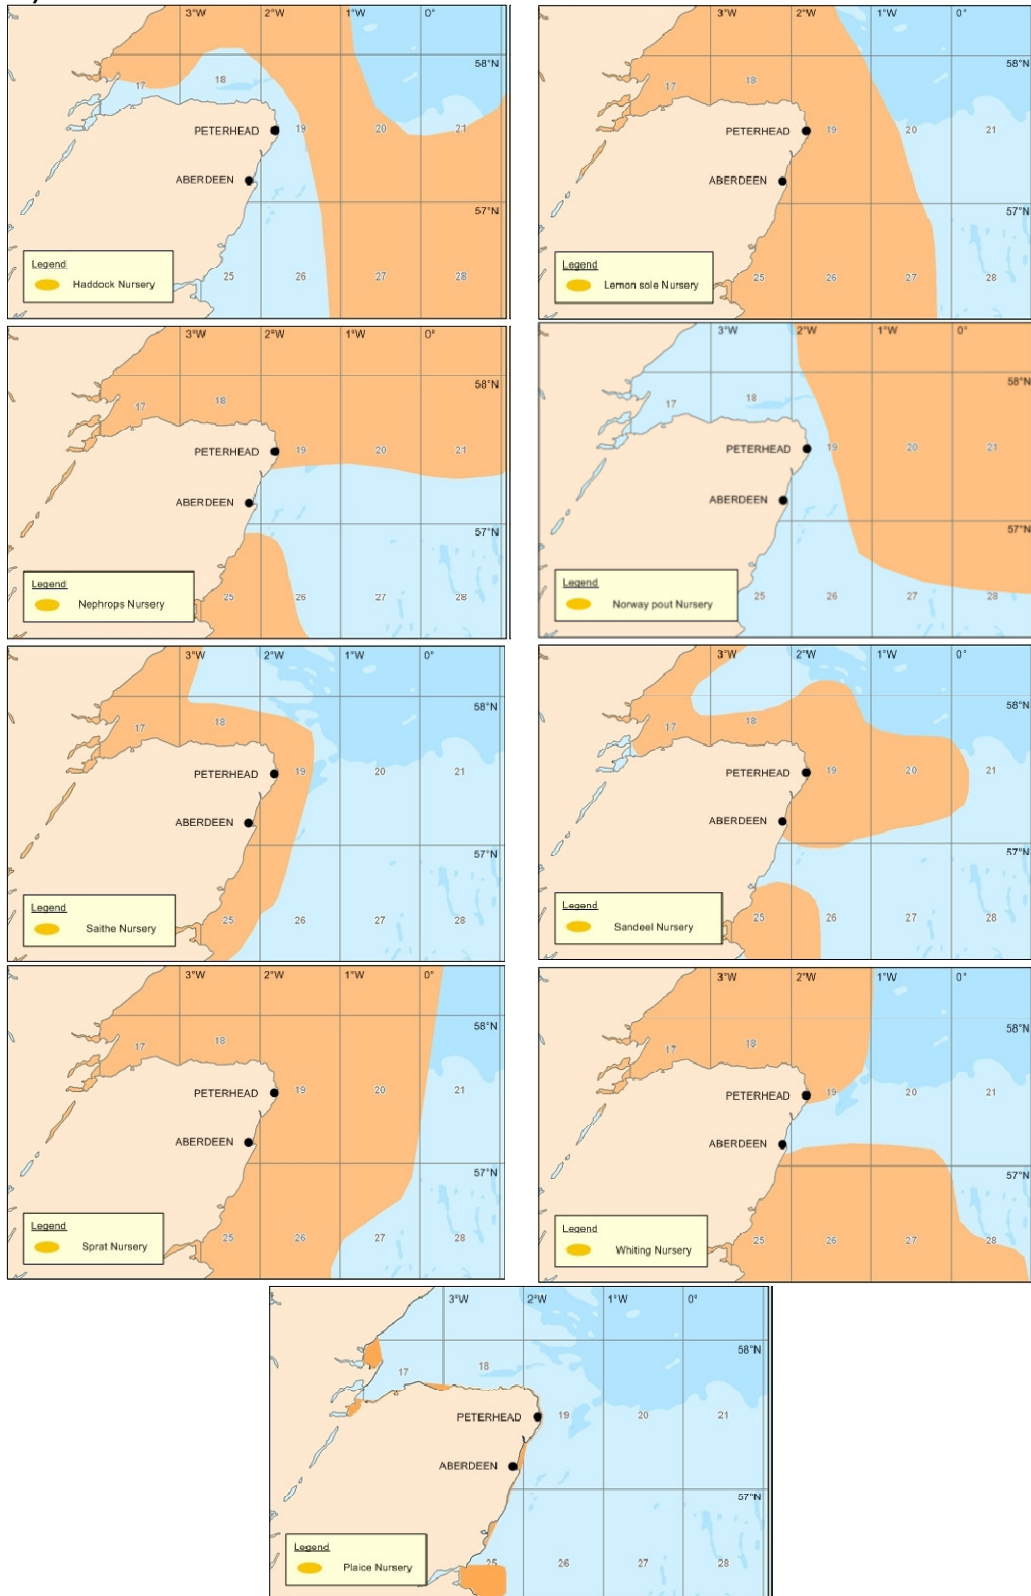 3°W 2°W 1°W 0°
58°N
17 18
PETERHEAD 19 20 21
ABERDEEN
57°N
25 26 27 28
Legend
Haddock Nursery
3°W 2°W 1°W 0°
58°N
17 18
PETERHEAD 19 20 21
ABERDEEN
57°N
25 26 27 28
Legend
Lemon sole Nursery
3°W 2°W 1°W 0°
58°N
17 18
PETERHEAD 19 20 21
ABERDEEN
57°N
25 26 27 28
Legend
Nephrops Nursery
3°W 2°W 1°W 0°
58°N
17 18
PETERHEAD 19 20 21
ABERDEEN
57°N
25 26 27 28
Legend
Norway pout Nursery
3°W 2°W 1°W 0°
58°N
17 18
PETERHEAD 19 20 21
ABERDEEN
57°N
25 26 27 28
Legend
Saithe Nursery
3°W 2°W 1°W 0°
58°N
17 18
PETERHEAD 19 20 21
ABERDEEN
57°N
25 26 27 28
Legend
Sandeel Nursery
3°W 2°W 1°W 0°
58°N
17 18
PETERHEAD 19 20 21
ABERDEEN
57°N
25 26 27 28
Legend
Sprat Nursery
3°W 2°W 1°W 0°
58°N
17 18
PETERHEAD 19 20 21
ABERDEEN
57°N
25 26 27 28
Legend
Whiting Nursery
3°W 2°W 1°W 0°
58°N
17 18
PETERHEAD 19 20 21
ABERDEEN
57°N
25 26 27 28
Legend
Plaice Nursery